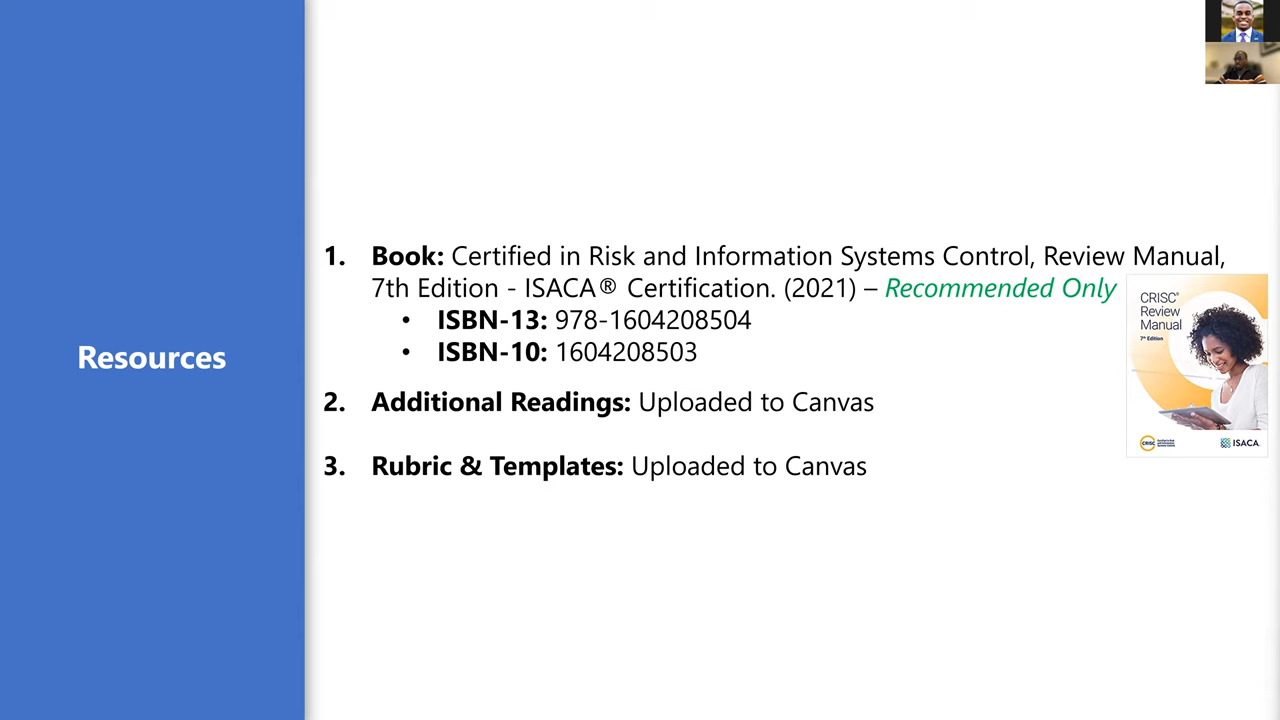 Resources
1. Book: Certified in Risk and Information Systems Control, Review Manual,
7th Edition - ISACA® Certification. (2021) – Recommended Only
• ISBN-13: 978-1604208504
• ISBN-10: 1604208503
2. Additional Readings: Uploaded to Canvas
3. Rubric & Templates: Uploaded to Canvas
CRISC®
Review
Manual
7th Edition
CRISC
ISACA